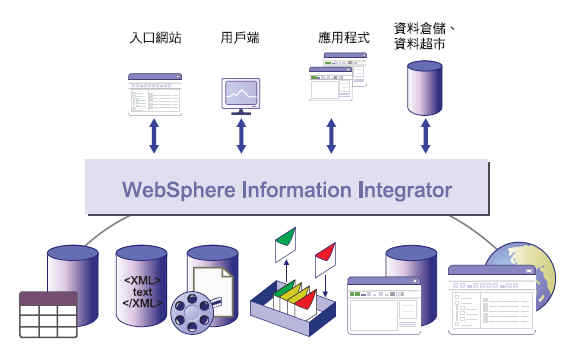 入口網站
用戶端
應用程式
資料倉儲、
資料超市
WebSphere Information Integrator
<XML>
text
</XML>